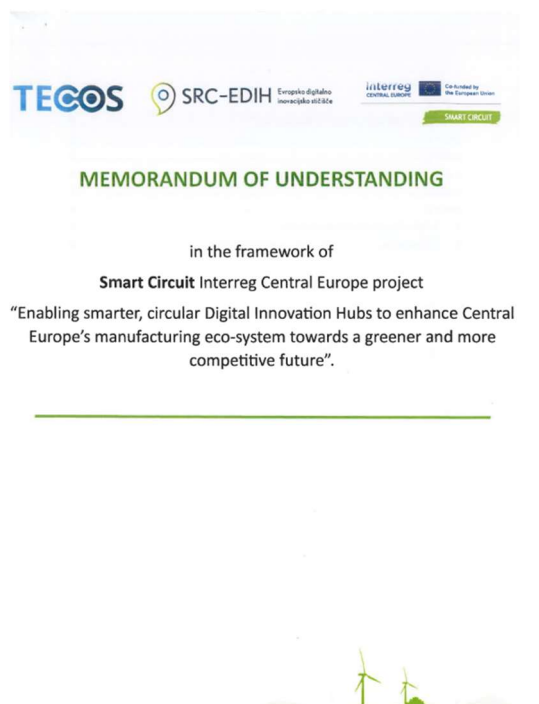 TECOS
SRC-EDIH Evropsko digitalno
inovacijsko stičišče
Interreg
CENTRAL EUROPE
Co-funded by
the European Union
SMART CIRCUIT
MEMORANDUM OF UNDERSTANDING
in the framework of
Smart Circuit Interreg Central Europe project
“Enabling smarter, circular Digital Innovation Hubs to enhance Central
Europe’s manufacturing eco-system towards a greener and more
competitive future”.